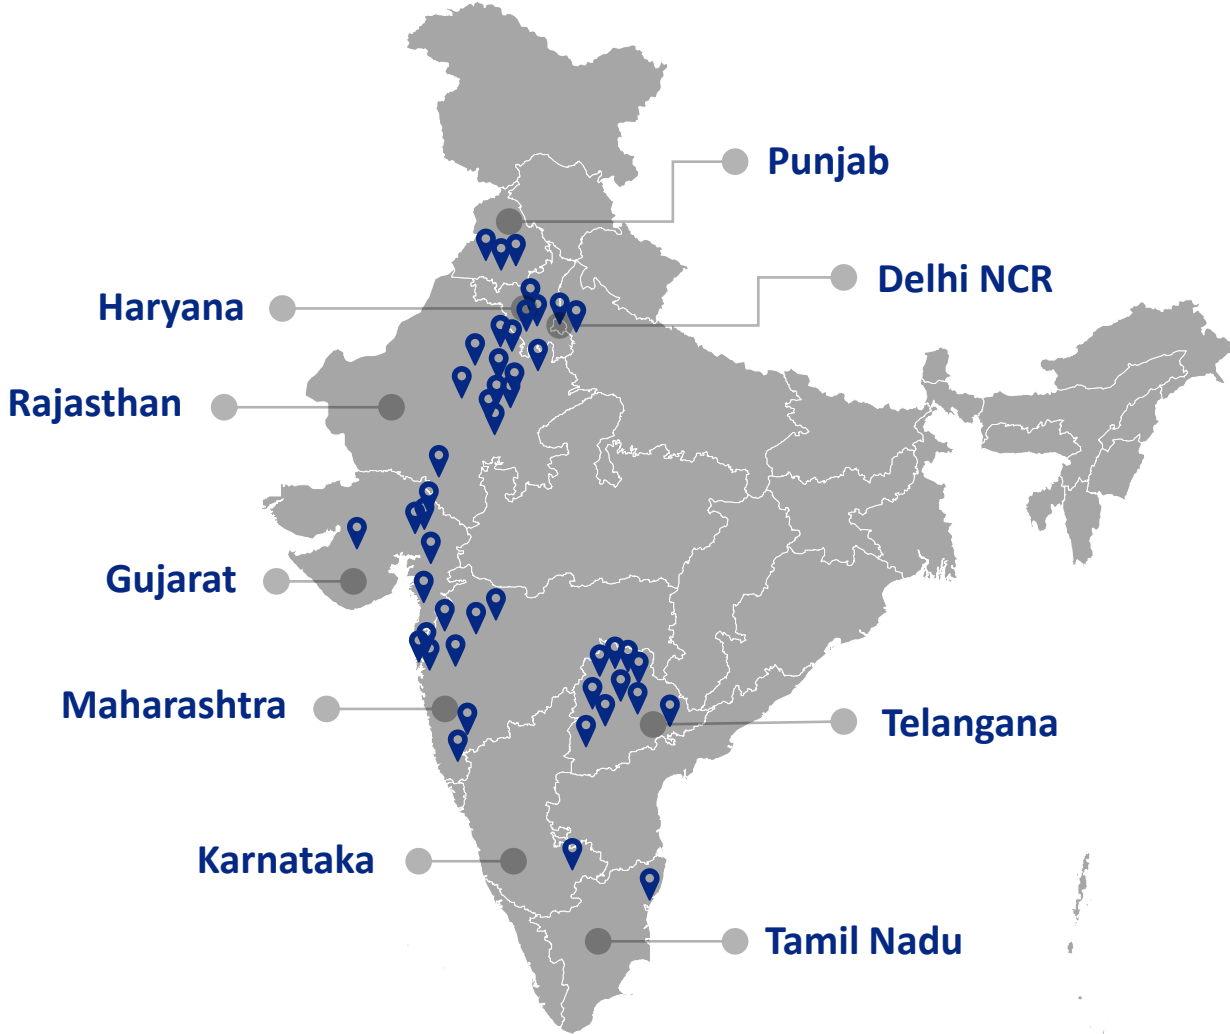 Punjab
Delhi NCR
Haryana
Rajasthan
Gujarat
Maharashtra
Telangana
Karnataka
Tamil Nadu